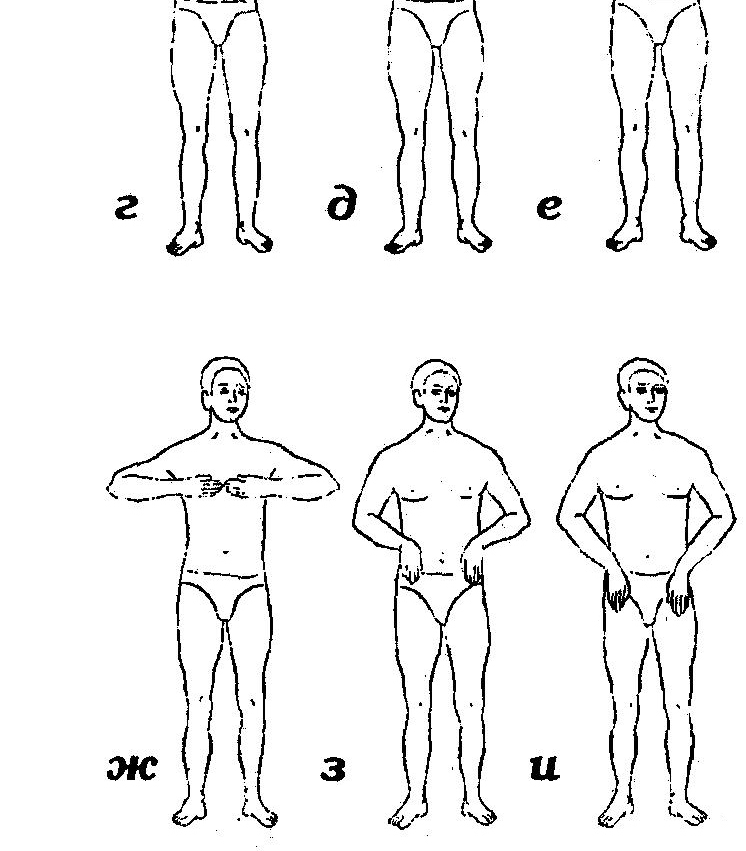 г д е
ж з и